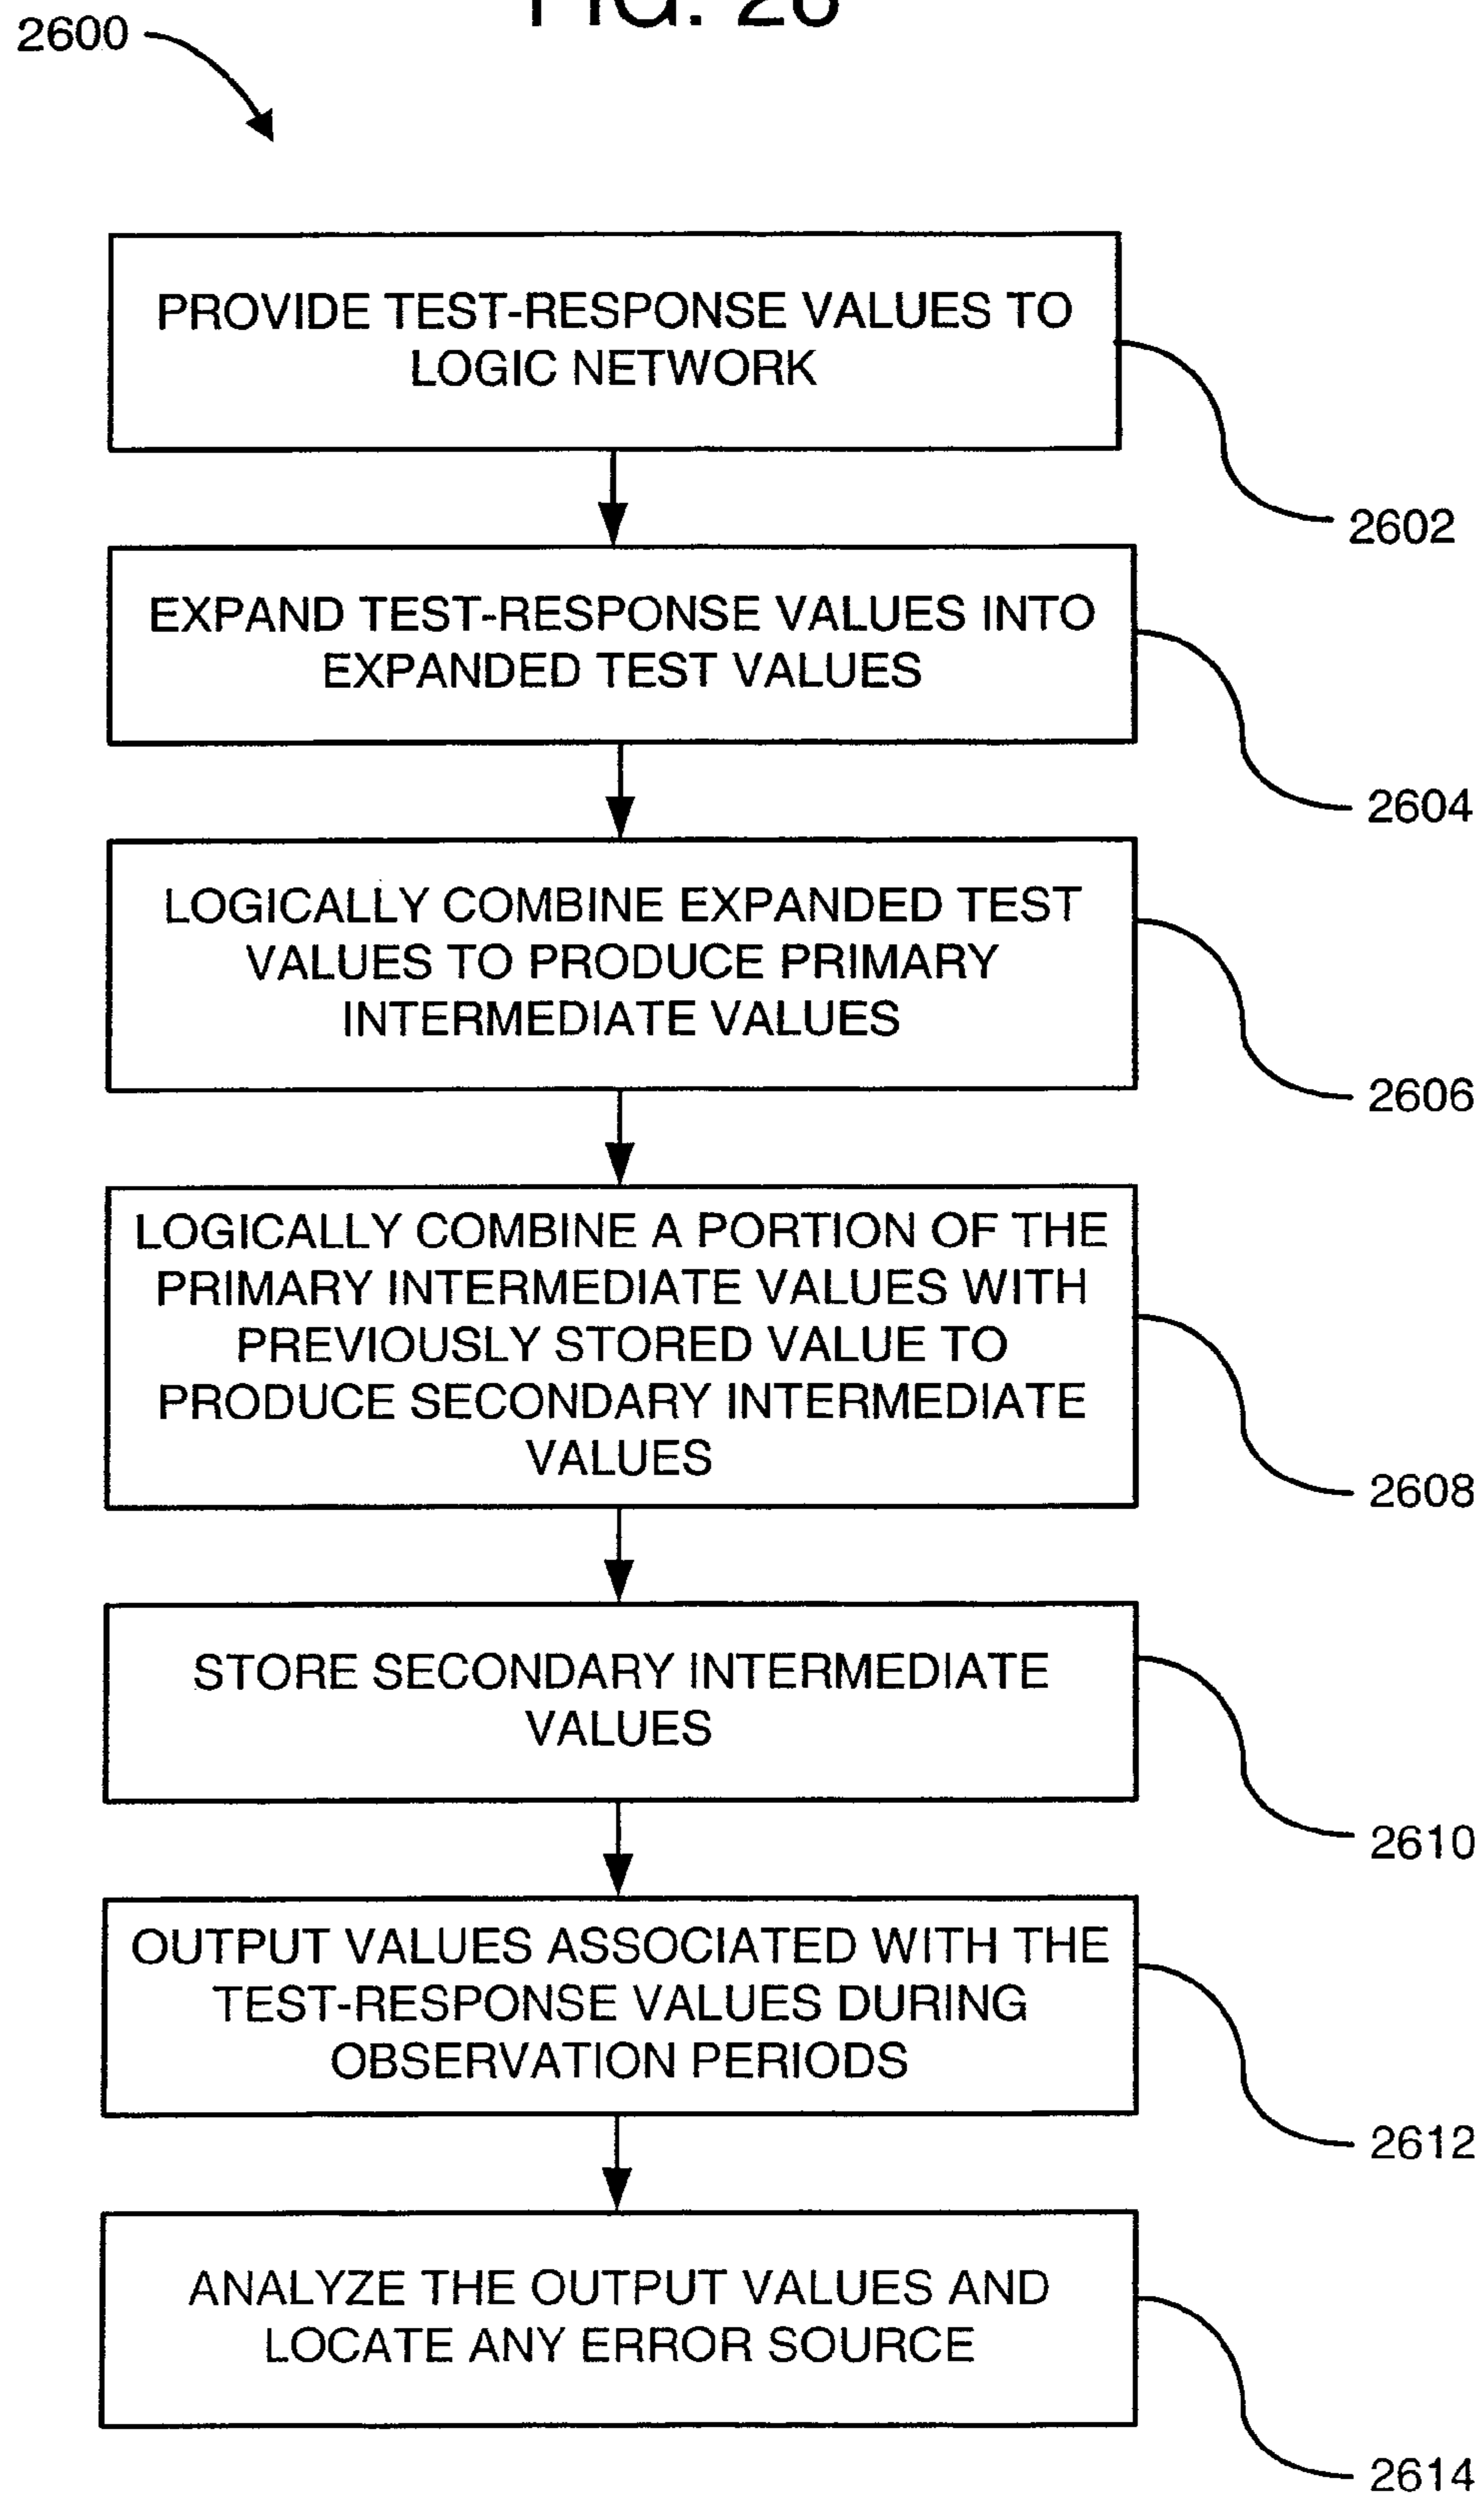 FIG. 26
2600
PROVIDE TEST-RESPONSE VALUES TO
LOGIC NETWORK
2602
EXPAND TEST-RESPONSE VALUES INTO
EXPANDED TEST VALUES
2604
LOGICALLY COMBINE EXPANDED TEST
VALUES TO PRODUCE PRIMARY
INTERMEDIATE VALUES
2606
LOGICALLY COMBINE A PORTION OF THE
PRIMARY INTERMEDIATE VALUES WITH
PREVIOUSLY STORED VALUE TO
PRODUCE SECONDARY INTERMEDIATE
VALUES
2608
STORE SECONDARY INTERMEDIATE
VALUES
2610
OUTPUT VALUES ASSOCIATED WITH THE
TEST-RESPONSE VALUES DURING
OBSERVATION PERIODS
2612
ANALYZE THE OUTPUT VALUES AND
LOCATE ANY ERROR SOURCE
2614